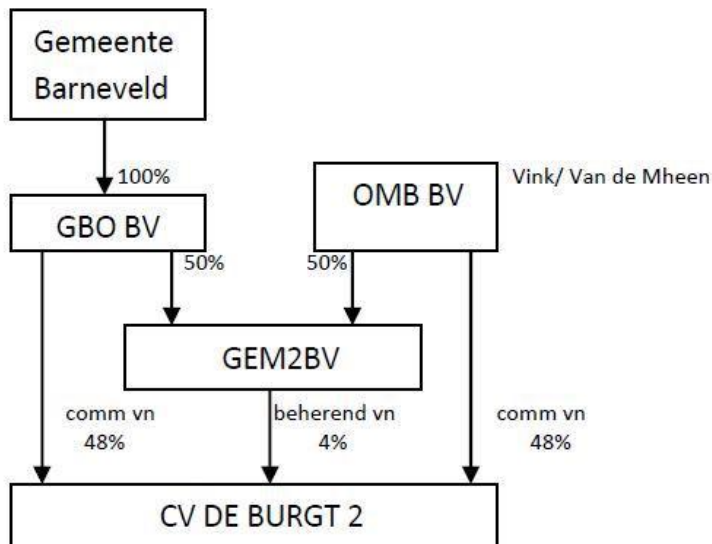 Gemeente
Barneveld
100%
Vink/ Van de Mheen
OMB BV
GBO BV
50%
50%
GEM2BV
comm vn
48%
beherend vn
4%
comm vn
48%
CV DE BURGT 2